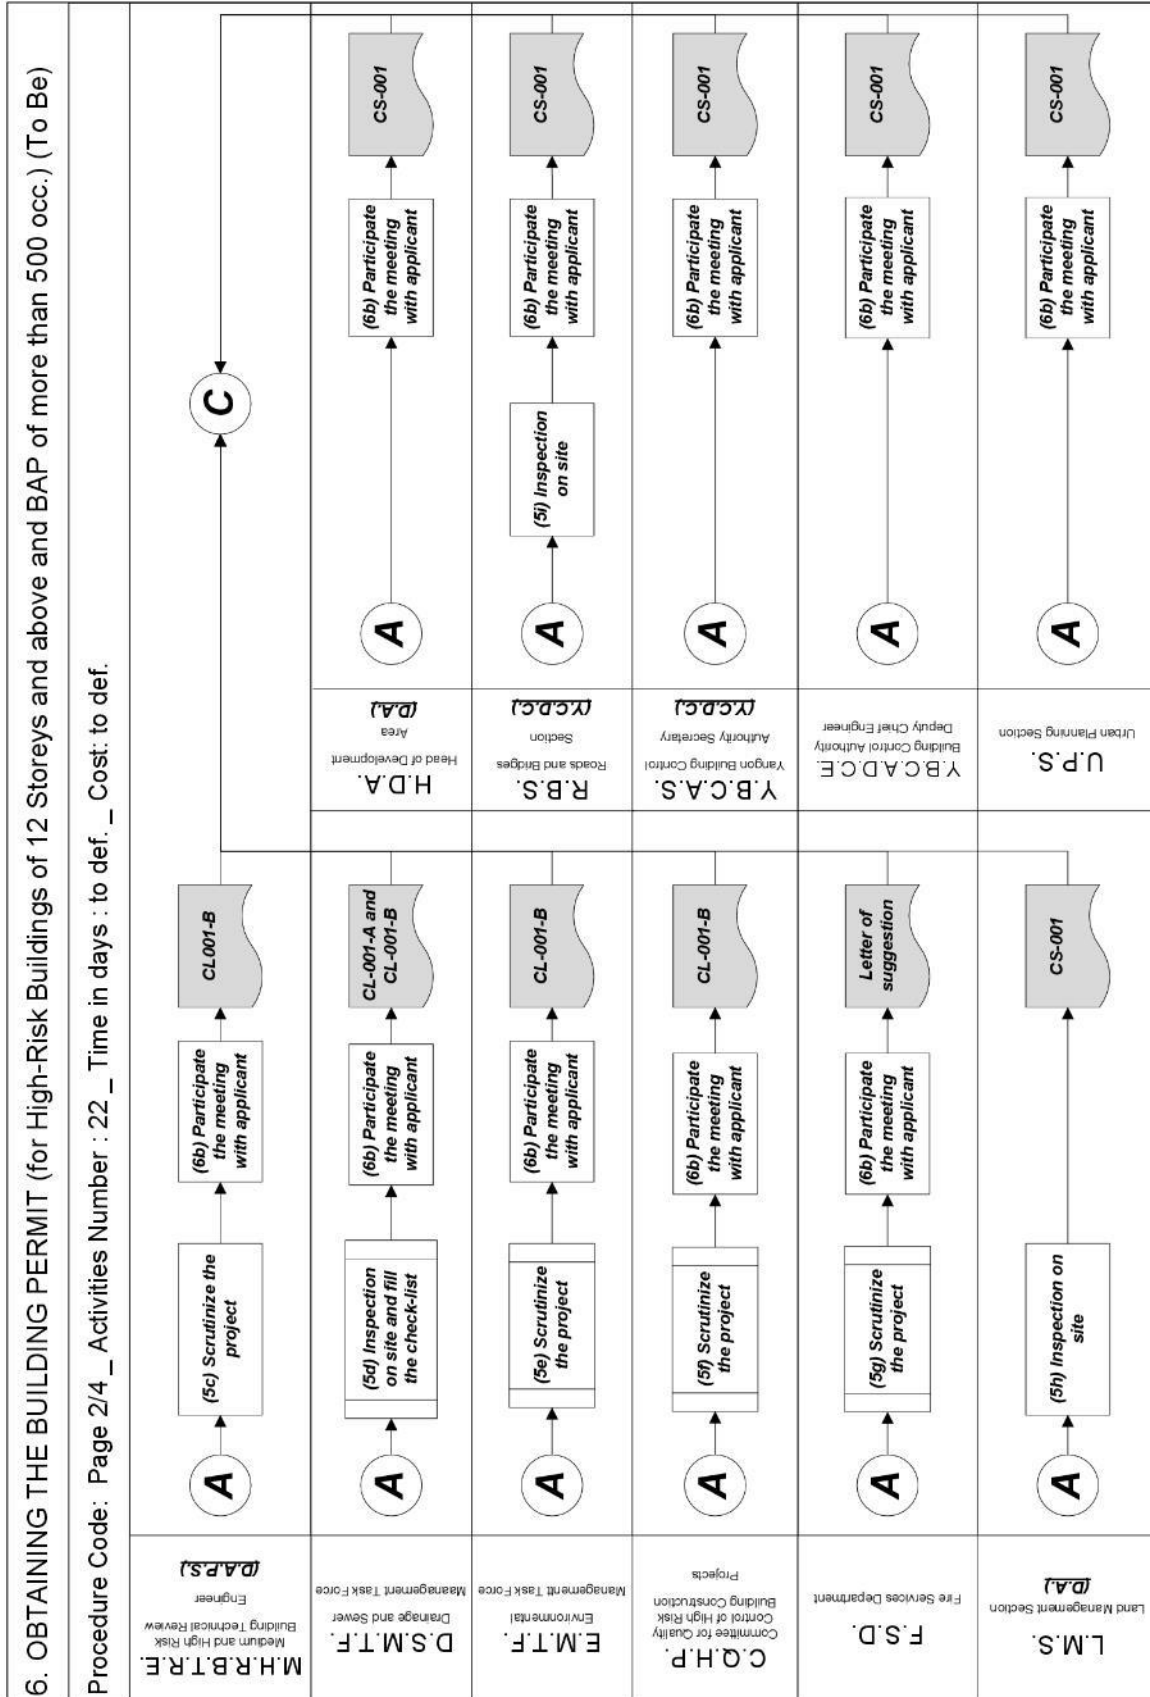 6. OBTAINING THE BUILDING PERMIT (for High-Risk Buildings of 12 Storeys and above and BAP of more than 500 occ.) (To Be)
Procedure Code: Page 2/4 _ Activities Number : 22 _ Time in days : to def. _ Cost: to def.
M.H.R.B.T.R.E.
Medium and High Risk
Building Technical Review
Engineer
(D.A.P.S.)
A
(5c) Scrutinize the
project
(6b) Participate
the meeting
with applicant
CL001-B
C
D.S.M.T.F.
Drainage and Sewer
Maanagement Task Force
A
(5d) Inspection
on site and fill
the check-list
(6b) Participate
the meeting
with applicant
CL-001-A and
CL-001-B
E.M.T.F.
Environmental
Managementt Task Force
A
(5e) Scrutinize
the project
(6b) Participate
the meeting
with applicant
CL-001-B
C.Q.H.P.
Committee for Quality
Control of High Risk
Building Construction
Projects
A
(5f) Scrutinize
the project
(6b) Participate
the meeting
with applicant
CL-001-B
F.S.D.
Fire Services Department
A
(5g) Scrutinize
the project
(6b) Participate
the meeting
with applicant
Letter of
suggestion
L.M.S.
Land Management Section
(D.A.)
A
(5h) Inspection on
site
CS-001
H.D.A.
Head of Development
Area
(D.A.)
A
(6b) Participate
the meeting
with applicant
CS-001
R.B.S.
Roads and Bridges
Section
(Y.C.D.C.)
A
(5i) Inspection
on site
(6b) Participate
the meeting
with applicant
CS-001
Y.B.C.A.S.
Yangon Building Control
Authority Secretary
(Y.C.D.C.)
A
(6b) Participate
the meeting
with applicant
CS-001
Y.B.C.A.D.C.E.
Building Control Authority
Deputy Chief Engineer
A
(6b) Participate
the meeting
with applicant
CS-001
U.P.S.
Urban Planning Section
A
(6b) Participate
the meeting
with applicant
CS-001